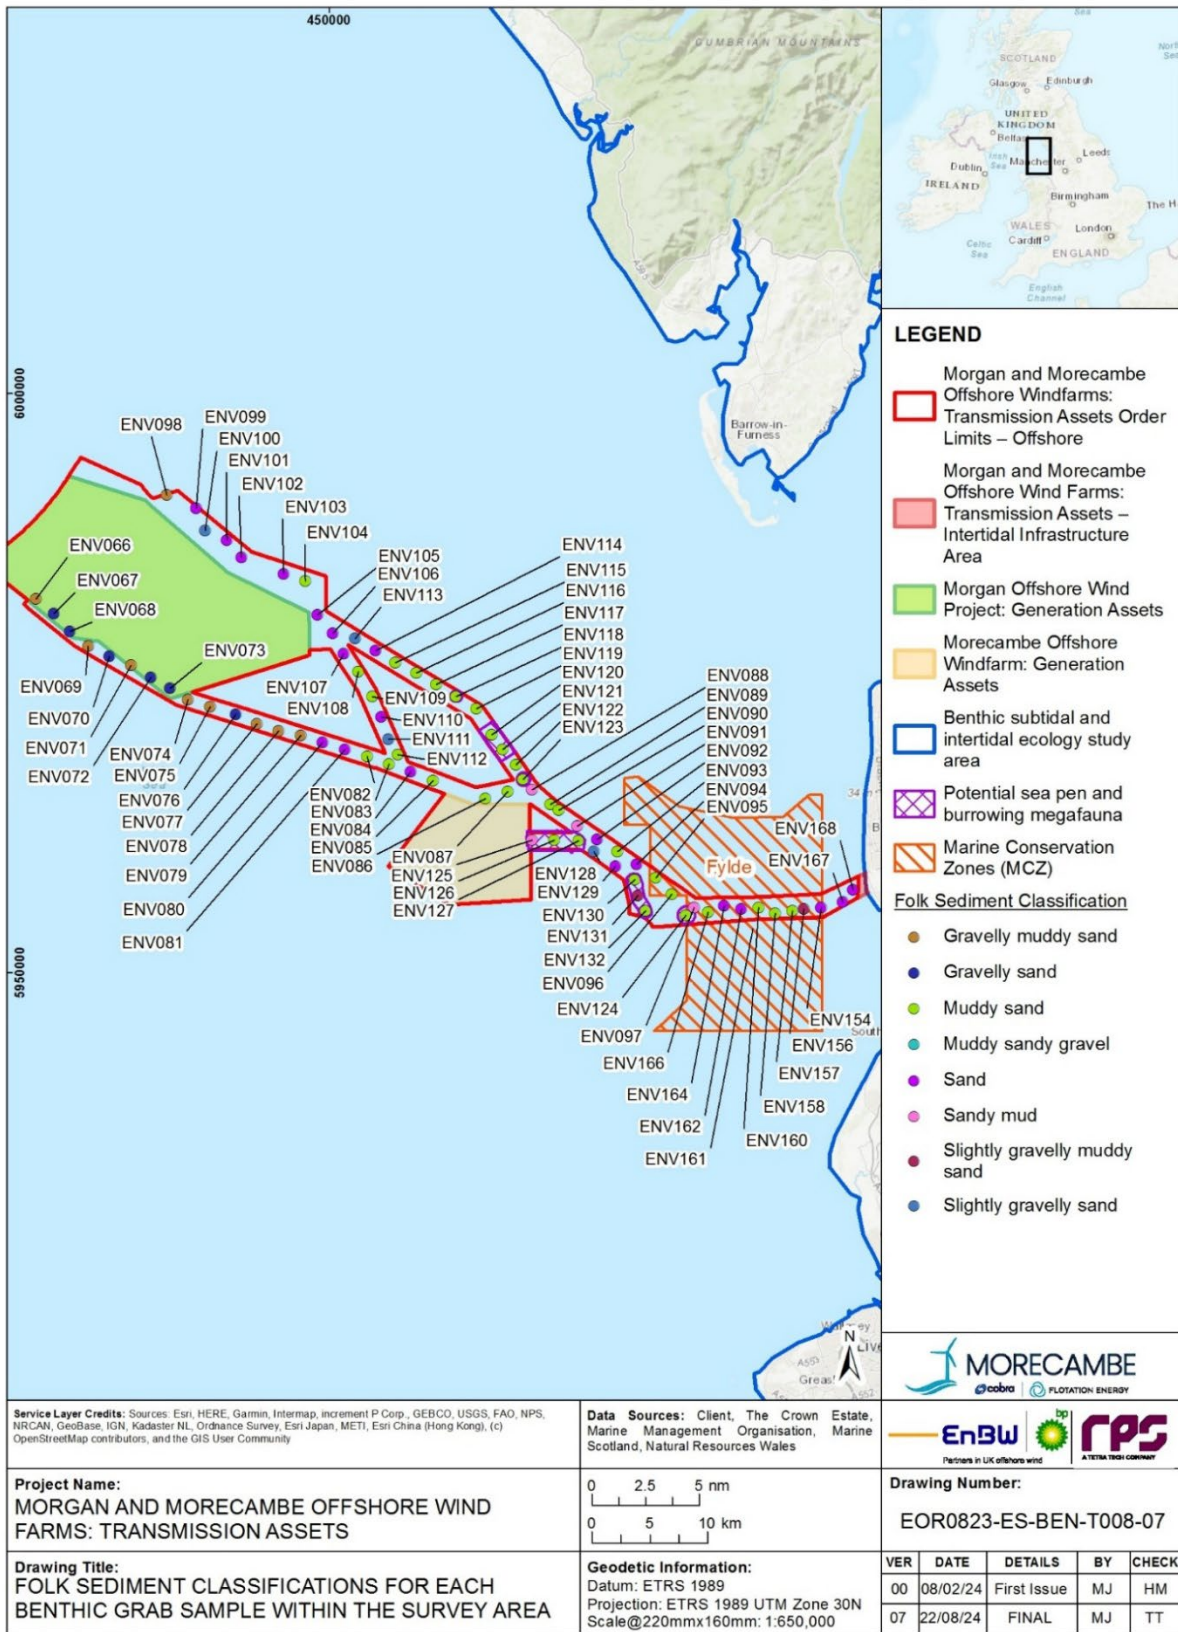 450000
6000000
5950000
CUMBRIAN MOUNTAINS
A595
Barrow-in-
Furness
ENV098
ENV099
ENV100
ENV101
ENV102
ENV103
ENV104
ENV066
ENV067
ENV068
ENV073
ENV105
ENV106
ENV113
ENV114
ENV115
ENV116
ENV117
ENV118
ENV119
ENV120
ENV121
ENV122
ENV123
ENV088
ENV089
ENV090
ENV091
ENV092
ENV093
ENV094
ENV095
ENV069
ENV070
ENV071
ENV072
ENV107
ENV108
ENV109
ENV110
ENV111
ENV112
ENV074
ENV075
ENV076
ENV077
ENV078
ENV079
ENV080
ENV081
ENV082
ENV083
ENV084
ENV085
ENV086
ENV087
ENV125
ENV126
ENV127
ENV128
ENV129
ENV130
ENV131
ENV132
ENV096
ENV124
ENV097
ENV166
ENV164
ENV162
ENV161
ENV160
ENV158
ENV157
ENV156
ENV154
ENV168
ENV167
Fylde
South
A551
A552
Greas
N
SCOTLAND
Glasgow
Edinburgh
UNITED
KINGDOM
Belfast
Irish
Sea
Manchester
Leeds
Dublin
IRELAND
Birmingham
WALES
Cardiff
London
ENGLAND
Celtic
Sea
English
Channel
The H
North
Sea
LEGEND
Morgan and Morecambe
Offshore Windfarms:
Transmission Assets Order
Limits – Offshore
Morgan and Morecambe
Offshore Wind Farms:
Transmission Assets –
Intertidal Infrastructure
Area
Morgan Offshore Wind
Project: Generation Assets
Morecambe Offshore
Windfarm: Generation
Assets
Benthic subtidal and
intertidal ecology study
area
Potential sea pen and
burrowing megafauna
Marine Conservation
Zones (MCZ)
Folk Sediment Classification
Gravelly muddy sand
Gravelly sand
Muddy sand
Muddy sandy gravel
Sand
Sandy mud
Slightly gravelly muddy
sand
Slightly gravelly sand
MORECAMBE
cobra FLOTATION ENERGY
EnBW
Partners in UK offshore wind
bp
RPS
A TETRA TECH COMPANY
Service Layer Credits: Sources: Esri, HERE, Garmin, Intermap, increment P Corp., GEBCO, USGS, FAO, NPS,
NRCAN, GeoBase, IGN, Kadaster NL, Ordnance Survey, Esri Japan, METI, Esri China (Hong Kong), (c)
OpenStreetMap contributors, and the GIS User Community
Data Sources: Client, The Crown Estate,
Marine Management Organisation, Marine
Scotland, Natural Resources Wales
Project Name:
MORGAN AND MORECAMBE OFFSHORE WIND
FARMS: TRANSMISSION ASSETS
0 2.5 5 nm
0 5 10 km
Drawing Number:
EOR0823-ES-BEN-T008-07
Drawing Title:
FOLK SEDIMENT CLASSIFICATIONS FOR EACH
BENTHIC GRAB SAMPLE WITHIN THE SURVEY AREA
Geodetic Information:
Datum: ETRS 1989
Projection: ETRS 1989 UTM Zone 30N
Scale@220mmx160mm: 1:650,000
VER DATE DETAILS BY CHECK
00 08/02/24 First Issue MJ HM
07 22/08/24 FINAL MJ TT